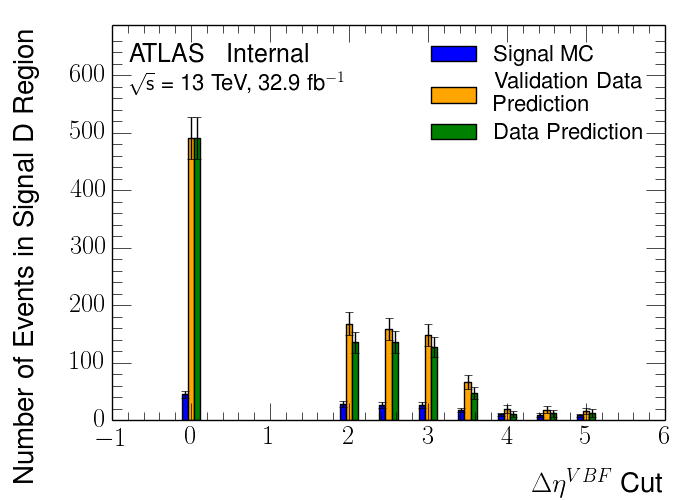 Number of Events in Signal D Region
ATLAS Internal
√s = 13 TeV, 32.9 fb⁻¹
Signal MC
Validation Data
Prediction
Data Prediction
600
500
400
300
200
100
0
−1 0 1 2 3 4 5 6
Δη^{VBF} Cut